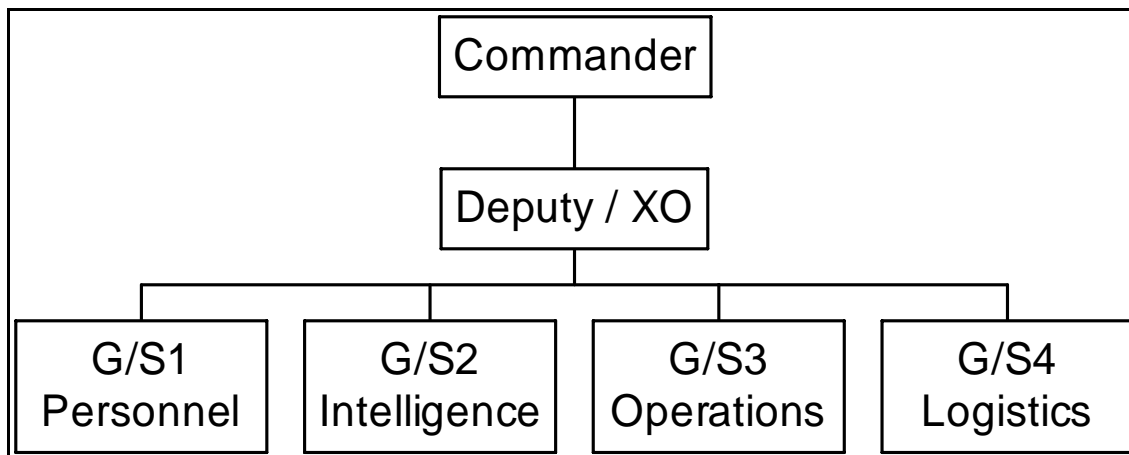 Commander
Deputy / XO
G/S1
Personnel
G/S2
Intelligence
G/S3
Operations
G/S4
Logistics